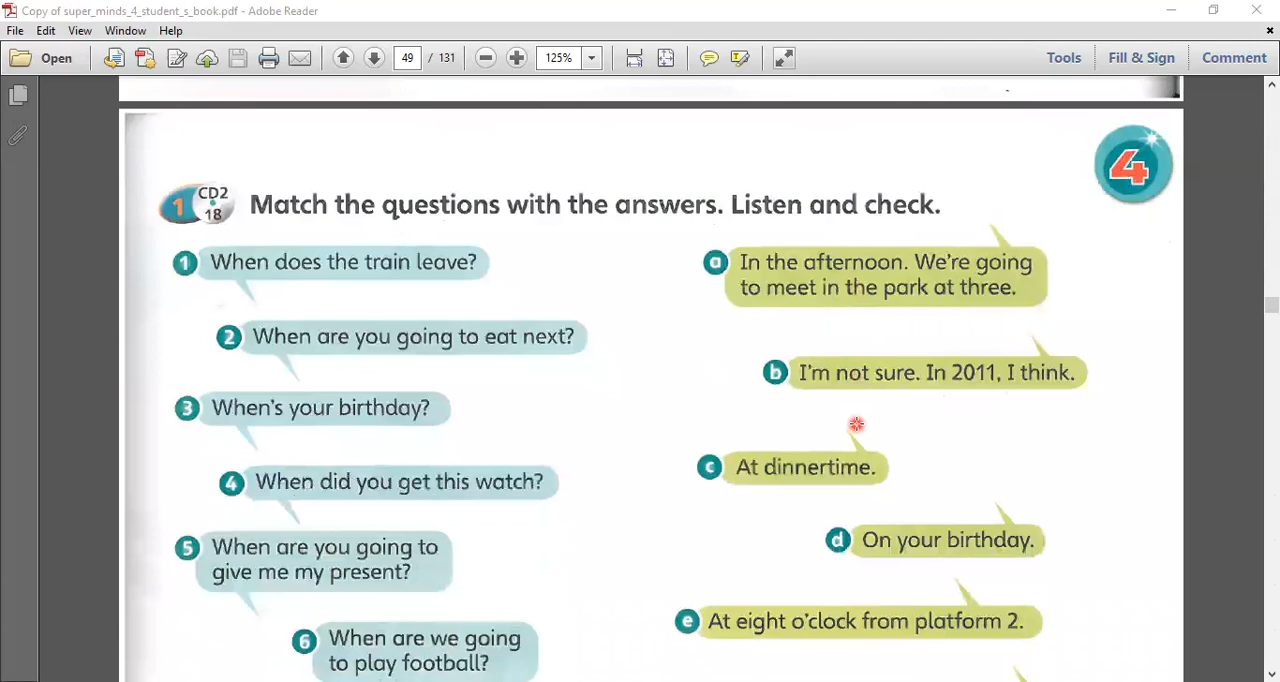 Copy of super_minds_4_student_s_book.pdf - Adobe Reader
File Edit View Window Help
Open 49 / 131 125% Tools Fill & Sign Comment
4
1 CD2 18 Match the questions with the answers. Listen and check.
1 When does the train leave?
2 When are you going to eat next?
3 When's your birthday?
4 When did you get this watch?
5 When are you going to
give me my present?
6 When are we going
to play football?
a In the afternoon. We're going
to meet in the park at three.
b I'm not sure. In 2011, I think.
c At dinnertime.
d On your birthday.
e At eight o'clock from platform 2.